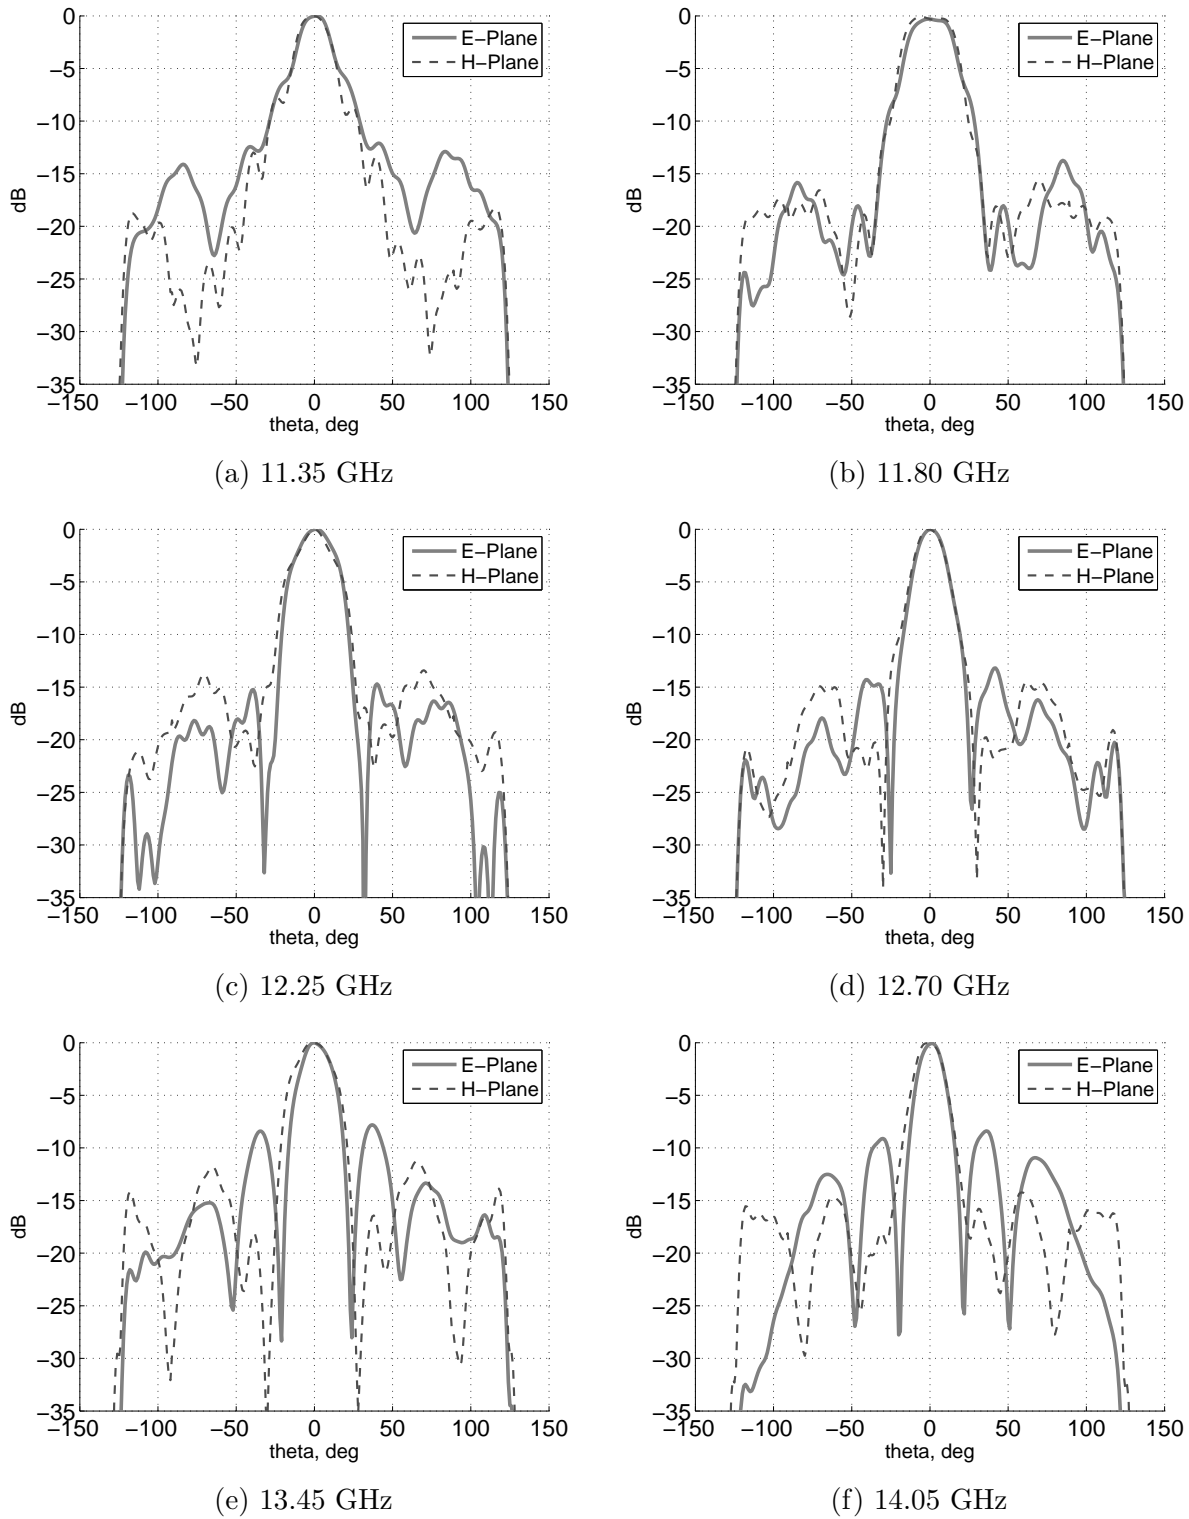 0
−5
−10
−15
−20
−25
−30
−35
dB
−150 −100 −50 0 50 100 150
theta, deg
E−Plane
H−Plane
(a) 11.35 GHz
0
−5
−10
−15
−20
−25
−30
−35
dB
−150 −100 −50 0 50 100 150
theta, deg
E−Plane
H−Plane
(b) 11.80 GHz
0
−5
−10
−15
−20
−25
−30
−35
dB
−150 −100 −50 0 50 100 150
theta, deg
E−Plane
H−Plane
(c) 12.25 GHz
0
−5
−10
−15
−20
−25
−30
−35
dB
−150 −100 −50 0 50 100 150
theta, deg
E−Plane
H−Plane
(d) 12.70 GHz
0
−5
−10
−15
−20
−25
−30
−35
dB
−150 −100 −50 0 50 100 150
theta, deg
E−Plane
H−Plane
(e) 13.45 GHz
0
−5
−10
−15
−20
−25
−30
−35
dB
−150 −100 −50 0 50 100 150
theta, deg
E−Plane
H−Plane
(f) 14.05 GHz